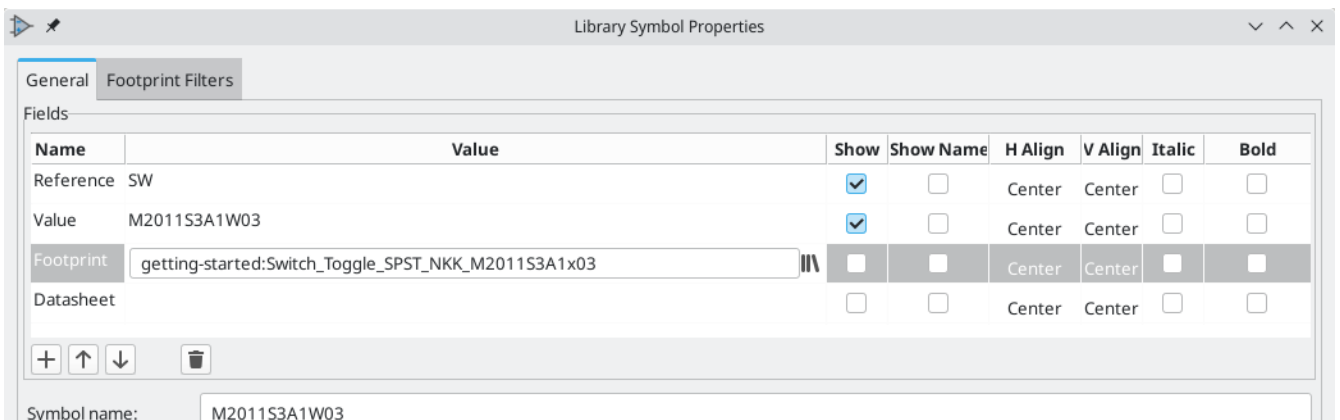 Library Symbol Properties
General Footprint Filters
Fields
Name Value Show Show Name H Align V Align Italic Bold
Reference SW Center Center
Value M2011S3A1W03 Center Center
Footprint getting-started:Switch_Toggle_SPST_NKK_M2011S3A1x03 Center Center
Datasheet Center Center
Symbol name: M2011S3A1W03